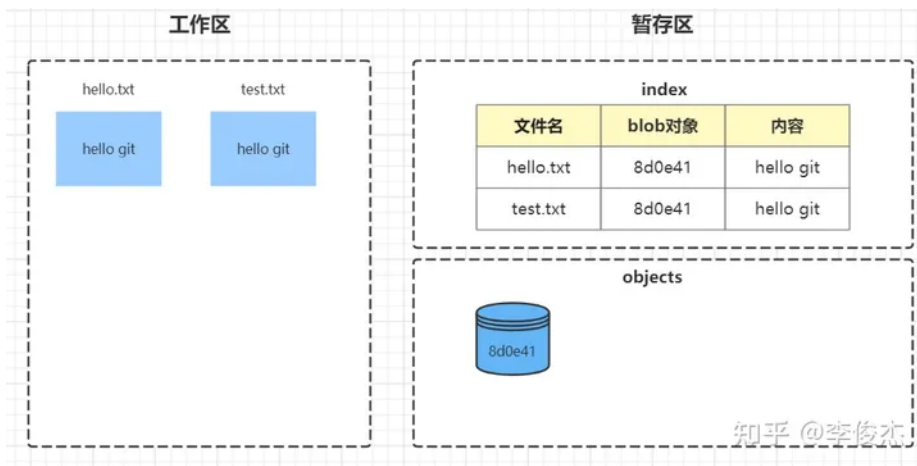 工作区
暂存区
hello.txt
test.txt
hello git
hello git
index
文件名 blob对象 内容
hello.txt 8d0e41 hello git
test.txt 8d0e41 hello git
objects
8d0e41
知乎 @李俊杰